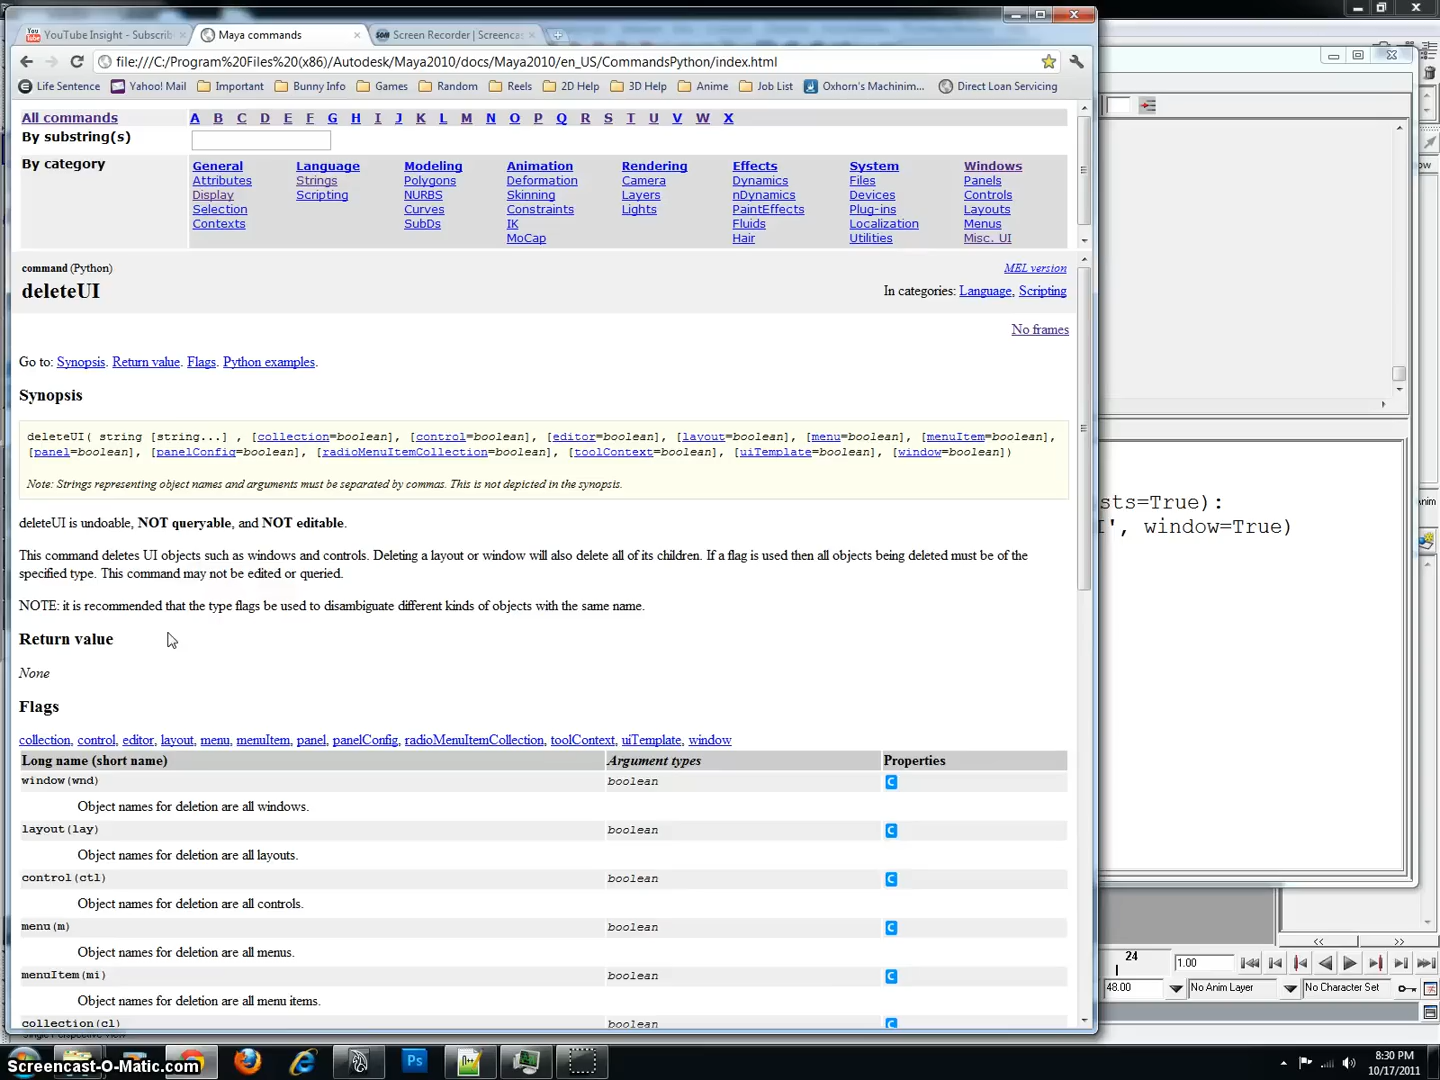 YouTube Insight - Subscrib
Maya commands
Screen Recorder | Screencas
file:///C:/Program%20Files%20(x86)/Autodesk/Maya2010/docs/Maya2010/en_US/CommandsPython/index.html
Life Sentence Yahoo! Mail Important Bunny Info Games Random Reels 2D Help 3D Help Anime Job List Oxhorn's Machinim... Direct Loan Servicing
All commands A B C D E F G H I J K L M N O P Q R S T U V W X
By substring(s)
By category General Language Modeling Animation Rendering Effects System Windows
Attributes Strings Polygons Deformation Camera Dynamics Files Panels
Display Scripting NURBS Skinning Layers nDynamics Devices Controls
Selection Curves Constraints Lights PaintEffects Plug-ins Layouts
Contexts SubDs IK Fluids Localization Menus
MoCap Hair Utilities Misc. UI
command (Python) MEL version
deleteUI
In categories: Language, Scripting
No frames
Go to: Synopsis. Return value. Flags. Python examples.
Synopsis
deleteUI( string [string...] , [collection=boolean], [control=boolean], [editor=boolean], [layout=boolean], [menu=boolean], [menuItem=boolean],
[panel=boolean], [panelConfig=boolean], [radioMenuItemCollection=boolean], [toolContext=boolean], [uiTemplate=boolean], [window=boolean])
Note: Strings representing object names and arguments must be separated by commas. This is not depicted in the synopsis.
deleteUI is undoable, NOT queryable, and NOT editable.
This command deletes UI objects such as windows and controls. Deleting a layout or window will also delete all of its children. If a flag is used then all objects being deleted must be of the
specified type. This command may not be edited or queried.
NOTE: it is recommended that the type flags be used to disambiguate different kinds of objects with the same name.
Return value
None
Flags
collection, control, editor, layout, menu, menuItem, panel, panelConfig, radioMenuItemCollection, toolContext, uiTemplate, window
Long name (short name) Argument types Properties
window(wnd) boolean C
Object names for deletion are all windows.
layout(lay) boolean C
Object names for deletion are all layouts.
control(ctl) boolean C
Object names for deletion are all controls.
menu(m) boolean C
Object names for deletion are all menus.
menuItem(mi) boolean C
Object names for deletion are all menu items.
collection(cl) boolean C
sts=True):
I', window=True)
24
1.00
48.00 No Anim Layer No Character Set
Screencast-O-Matic.com
Ps
8:30 PM
10/17/2011